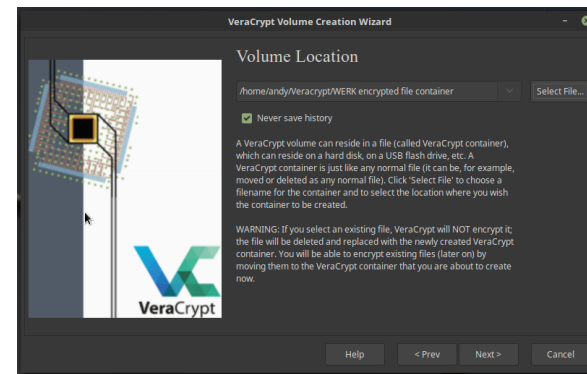 VeraCrypt Volume Creation Wizard
Volume Location
/home/andy/Veracrypt/WERK encrypted file container
Select File...
Never save history
A VeraCrypt volume can reside in a file (called VeraCrypt container),
which can reside on a hard disk, on a USB flash drive, etc. A
VeraCrypt container is just like any normal file (it can be, for example,
moved or deleted as any normal file). Click 'Select File' to choose a
filename for the container and to select the location where you wish
the container to be created.
WARNING: If you select an existing file, VeraCrypt will NOT encrypt it;
the file will be deleted and replaced with the newly created VeraCrypt
container. You will be able to encrypt existing files (later on) by
moving them to the VeraCrypt container that you are about to create
now.
VeraCrypt
Help
< Prev
Next >
Cancel